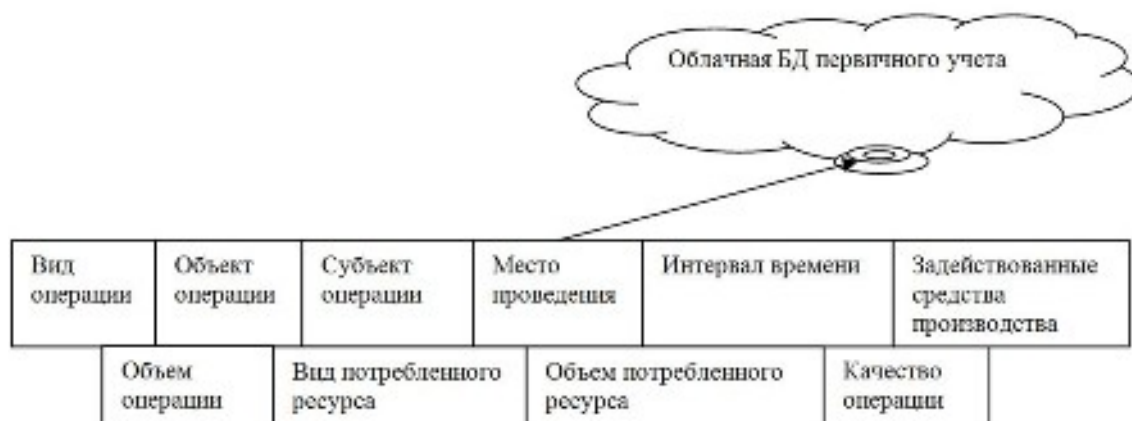 Облачная БД первичного учета
Вид
операции
Объект
операции
Субъект
операции
Место
проведения
Интервал времени
Задействованные
средства
производства
Объем
операции
Вид потребленного
ресурса
Объем потребленного
ресурса
Качество
операции